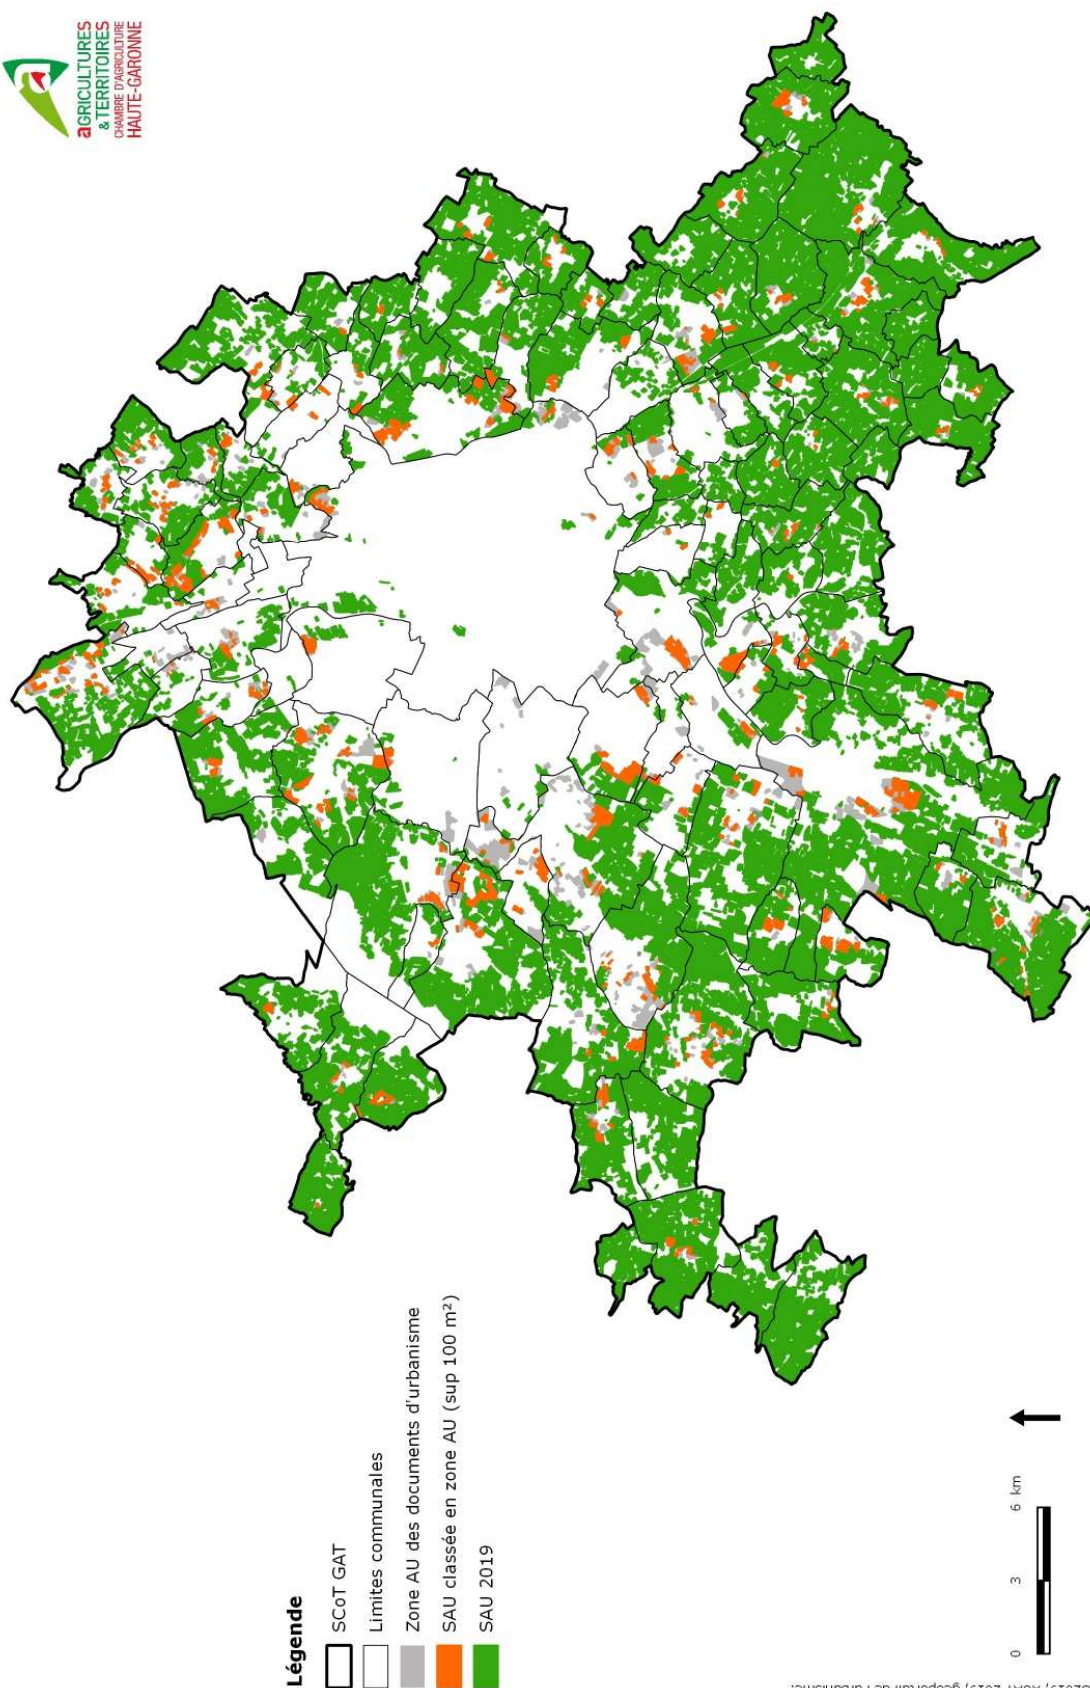 aGRICULTURES
& TERRITOIRES
CHAMBRE D'AGRICULTURE
HAUTE-GARONNE
Légende
SCoT GAT
Limites communales
Zone AU des documents d'urbanisme
SAU classée en zone AU (sup 100 m²)
SAU 2019
0 3 6 km